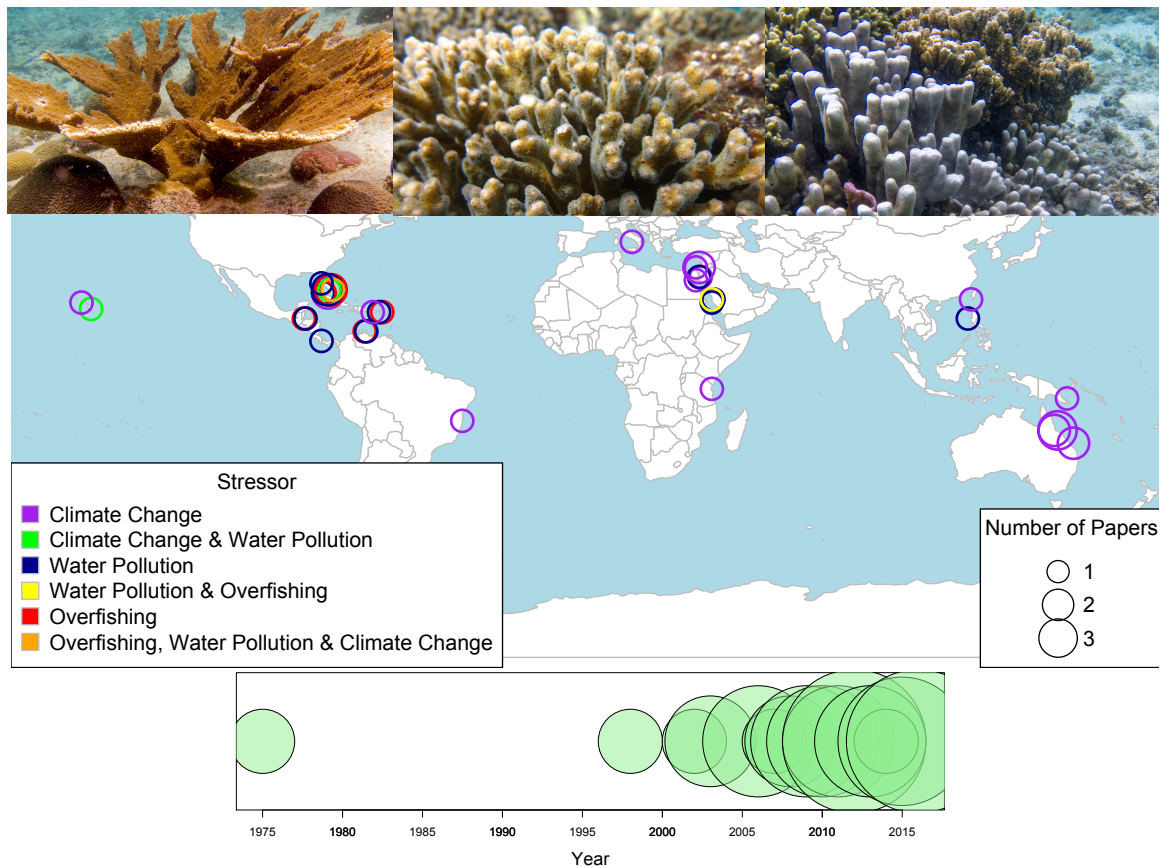 Stressor
Climate Change
Climate Change & Water Pollution
Water Pollution
Water Pollution & Overfishing
Overfishing
Overfishing, Water Pollution & Climate Change
Number of Papers
1
2
3
1975 1980 1985 1990 1995 2000 2005 2010 2015
Year